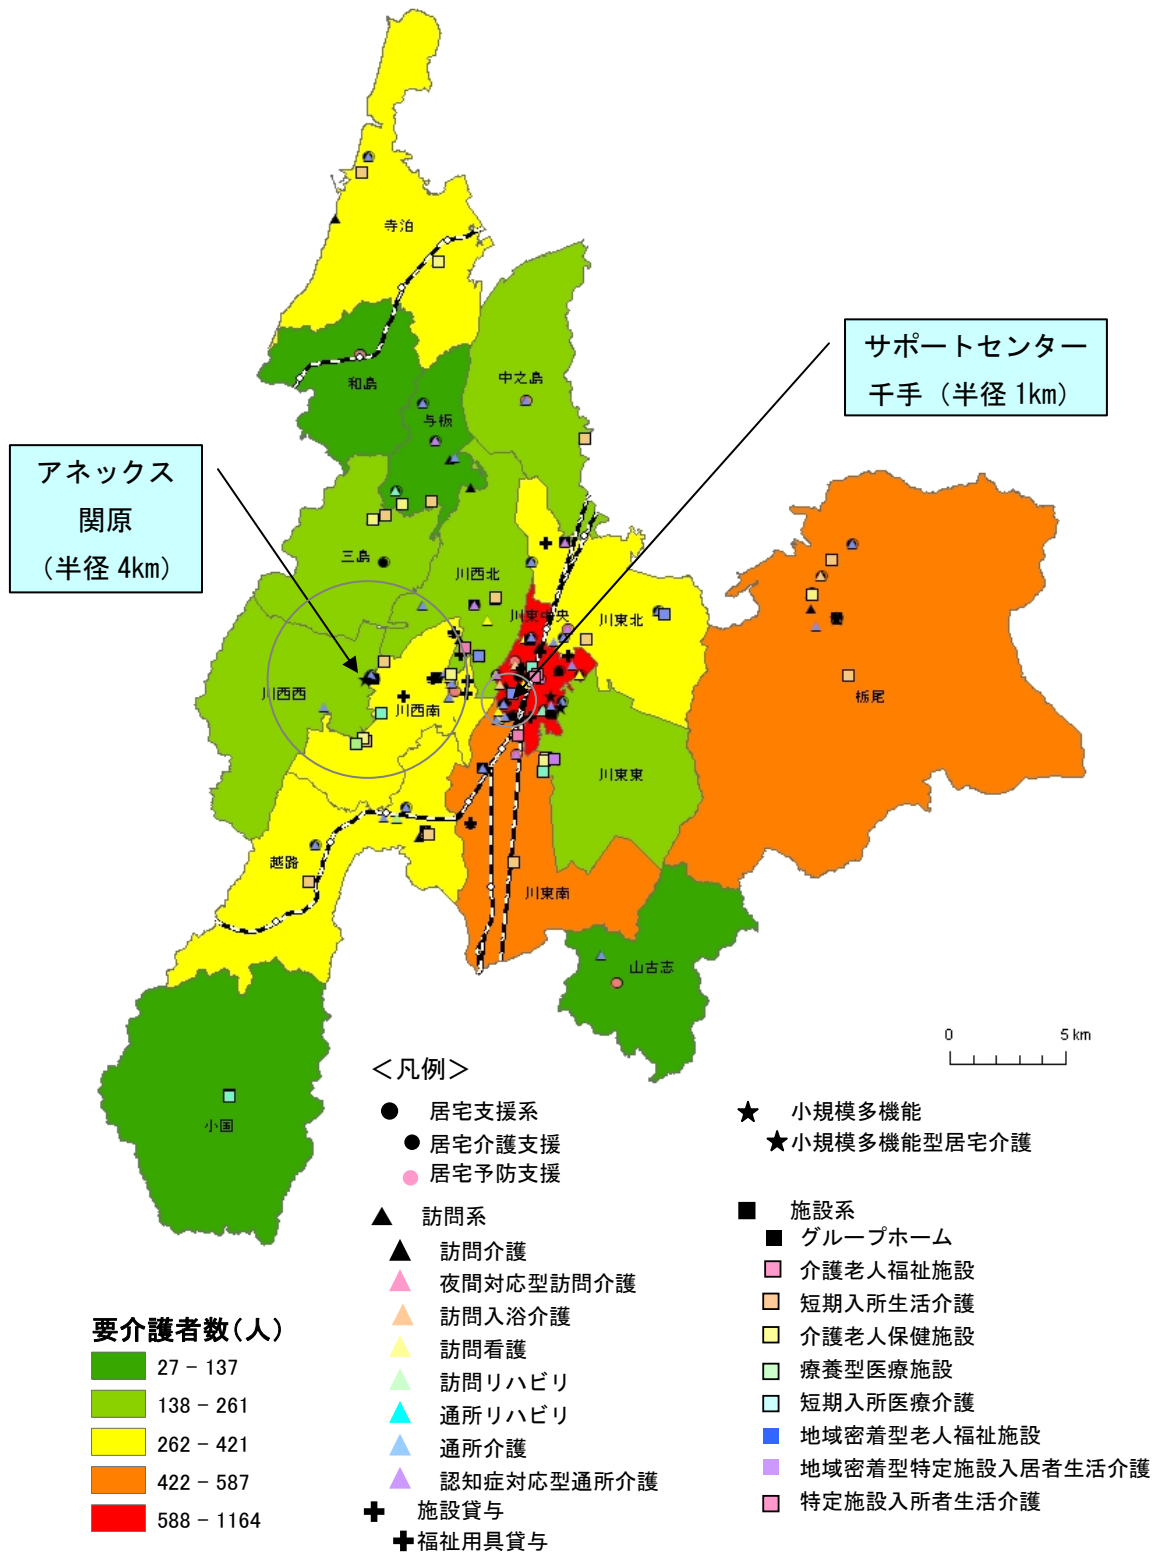 寺泊
サポートセンター
千手（半径 1km）
和島
中之島
与板
アネックス
関原
（半径 4km）
三島
川西北
川東中央
川東北
川西西
川西南
栃尾
川東東
越路
川東南
山古志
0 5 km
小国
＜凡例＞
居宅支援系
居宅介護支援
居宅予防支援
訪問系
訪問介護
夜間対応型訪問介護
訪問入浴介護
訪問看護
訪問リハビリ
通所リハビリ
通所介護
認知症対応型通所介護
施設貸与
福祉用具貸与
小規模多機能
小規模多機能型居宅介護
施設系
グループホーム
介護老人福祉施設
短期入所生活介護
介護老人保健施設
療養型医療施設
短期入所医療介護
地域密着型老人福祉施設
地域密着型特定施設入居者生活介護
特定施設入所者生活介護
要介護者数（人）
27 – 137
138 – 261
262 – 421
422 – 587
588 – 1164